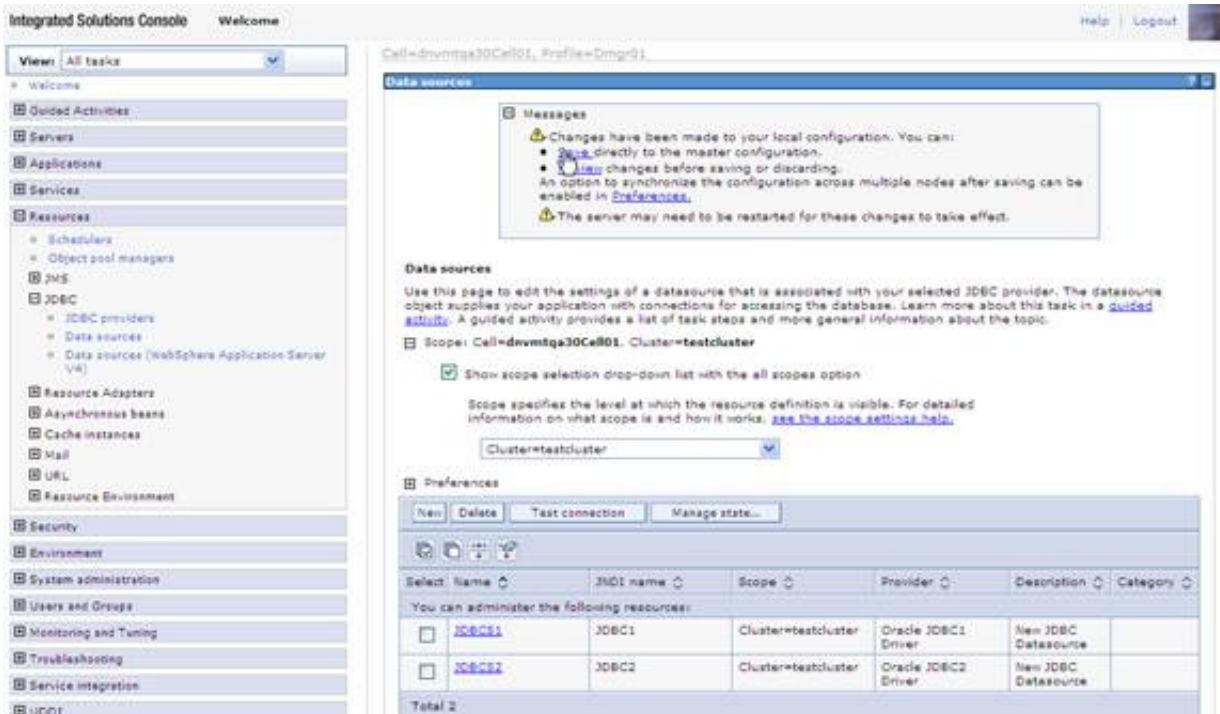 Integrated Solutions Console Welcome
Help | Logout
View: All tasks
Welcome
Guided Activities
Servers
Applications
Services
Resources
Schedulers
Object pool managers
JMS
JDBC
JDBC providers
Data sources
Data sources (WebSphere Application Server
V4)
Resource Adapters
Asynchronous beans
Cache instances
Mail
URL
Resource Environment
Security
Environment
System administration
Users and Groups
Monitoring and Tuning
Troubleshooting
Service integration
UDDI
Cell=dnvmtqa30Cell01, Profile=Dmgr01
Data sources
Messages
Changes have been made to your local configuration. You can:
Save directly to the master configuration.
changes before saving or discarding.
An option to synchronize the configuration across multiple nodes after saving can be
enabled in Preferences.
The server may need to be restarted for these changes to take effect.
Data sources
Use this page to edit the settings of a datasource that is associated with your selected JDBC provider. The datasource
object supplies your application with connections for accessing the database. Learn more about this task in a guided
activity. A guided activity provides a list of task steps and more general information about the topic.
Scope: Cell=dnvmtqa30Cell01, Cluster=testcluster
Show scope selection drop-down list with the all scopes option
Scope specifies the level at which the resource definition is visible. For detailed
information on what scope is and how it works, see the scope settings help.
Cluster=testcluster
Preferences
New Delete Test connection Manage state...
Select Name JNDI name Scope Provider Description Category
You can administer the following resources:
JDBCS1 JDBC1 Cluster=testcluster Oracle JDBC1 New JDBC
Driver Datasource
JDBCS2 JDBC2 Cluster=testcluster Oracle JDBC2 New JDBC
Driver Datasource
Total 2